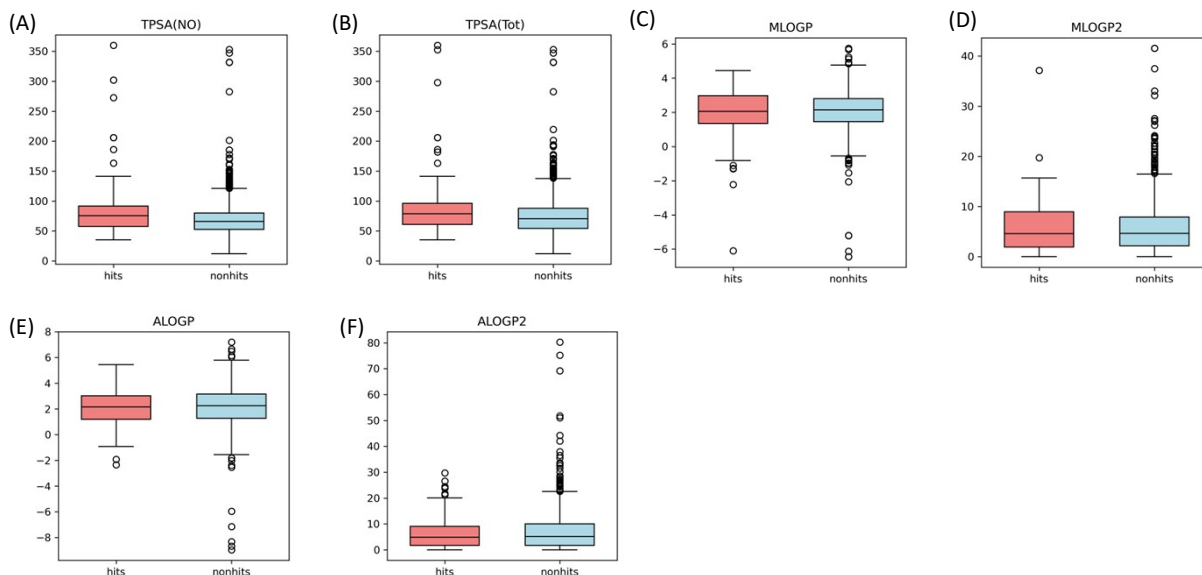 (A)
TPSA(NO)
350
300
250
200
150
100
50
0
hits
nonhits
(B)
TPSA(Tot)
350
300
250
200
150
100
50
0
hits
nonhits
(C)
MLOGP
6
4
2
0
−2
−4
−6
hits
nonhits
(D)
MLOGP2
40
30
20
10
0
hits
nonhits
(E)
ALOGP
8
6
4
2
0
−2
−4
−6
−8
hits
nonhits
(F)
ALOGP2
80
70
60
50
40
30
20
10
0
hits
nonhits